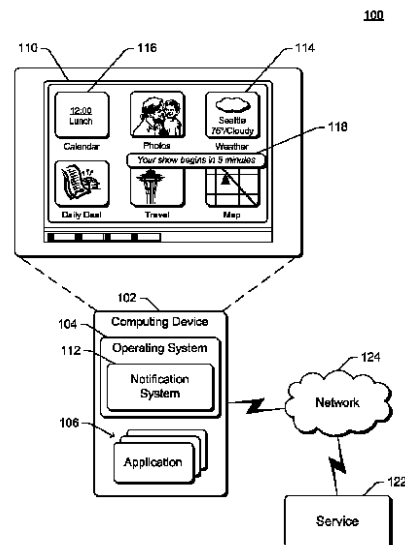 100
110
116
114
12:00
Lunch
Seattle
76°/Cloudy
Calendar
Photos
Weather
118
Your show begins in 5 minutes
Daily Deal
Travel
Map
102
Computing Device
104
Operating System
112
Notification
System
124
Network
106
Application
122
Service